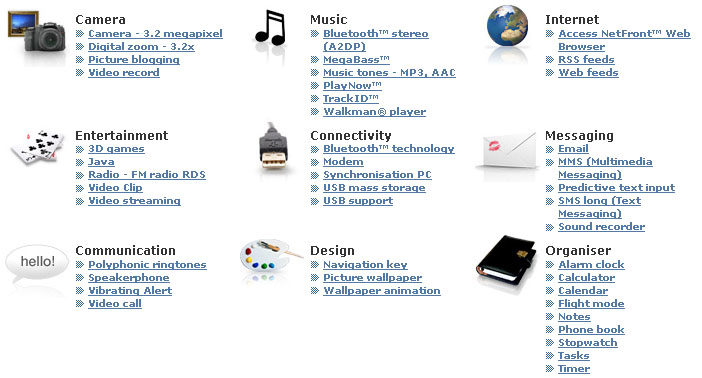 Camera
Camera - 3.2 megapixel
Digital zoom - 3.2x
Picture blogging
Video record
Music
Bluetooth™ stereo
(A2DP)
MegaBass™
Music tones - MP3, AAC
PlayNow™
TrackID™
Walkman® player
Internet
Access NetFront™ Web
Browser
RSS feeds
Web feeds
Entertainment
3D games
Java
Radio - FM radio RDS
Video Clip
Video streaming
Connectivity
Bluetooth™ technology
Modem
Synchronisation PC
USB mass storage
USB support
Messaging
Email
MMS (Multimedia
Messaging)
Predictive text input
SMS long (Text
Messaging)
Sound recorder
hello!
Communication
Polyphonic ringtones
Speakerphone
Vibrating Alert
Video call
Design
Navigation key
Picture wallpaper
Wallpaper animation
Organiser
Alarm clock
Calculator
Calendar
Flight mode
Notes
Phone book
Stopwatch
Tasks
Timer